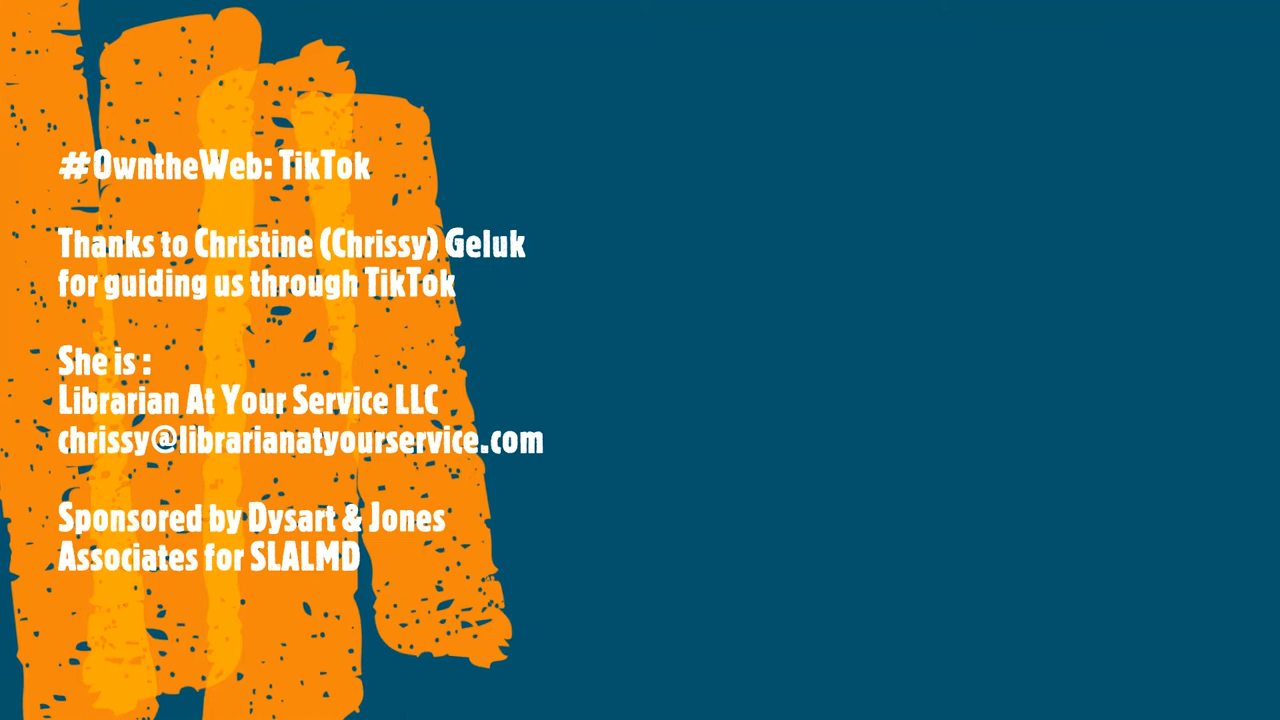 #OwntheWeb: TikTok
Thanks to Christine (Chrissy) Geluk
for guiding us through TikTok
She is :
Librarian At Your Service LLC
chrissy@librarianatyourservice.com
Sponsored by Dysart & Jones
Associates for SLALMD